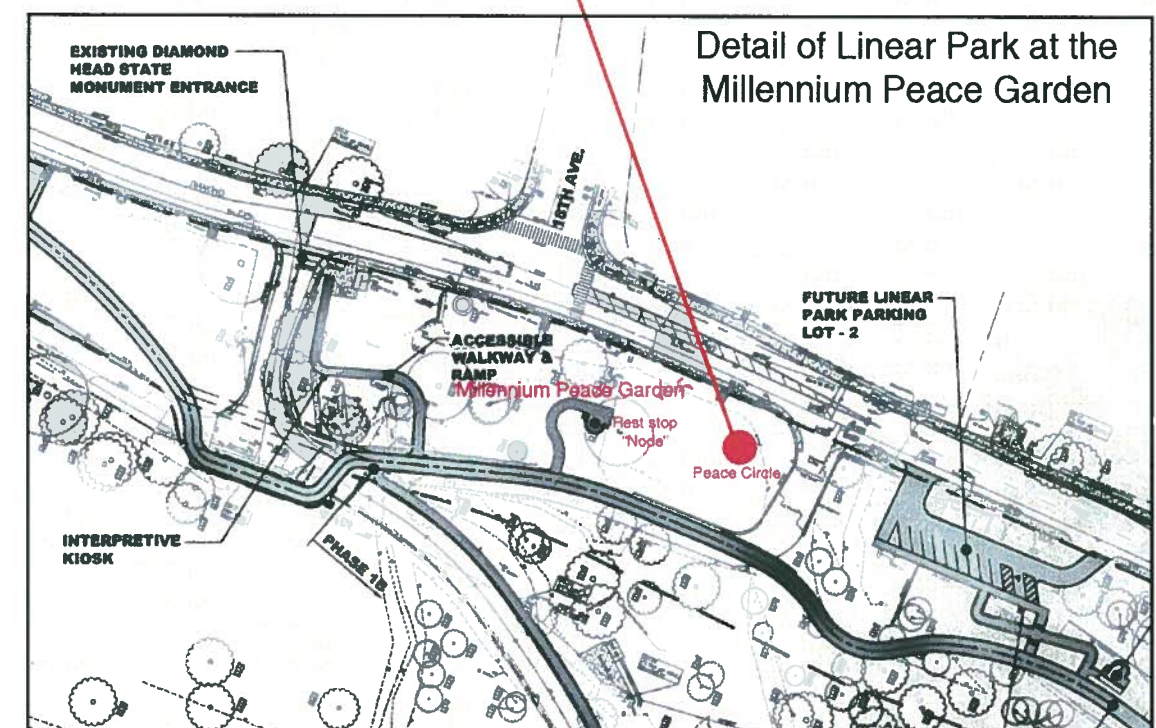 Detail of Linear Park at the
Millennium Peace Garden
EXISTING DIAMOND
HEAD STATE
MONUMENT ENTRANCE
18TH AVE.
FUTURE LINEAR
PARK PARKING
LOT - 2
ACCESSIBLE
WALKWAY &
RAMP
Millennium Peace Garden
Rest stop
"Node"
Peace Circle
INTERPRETIVE
KIOSK
PHASE 1B